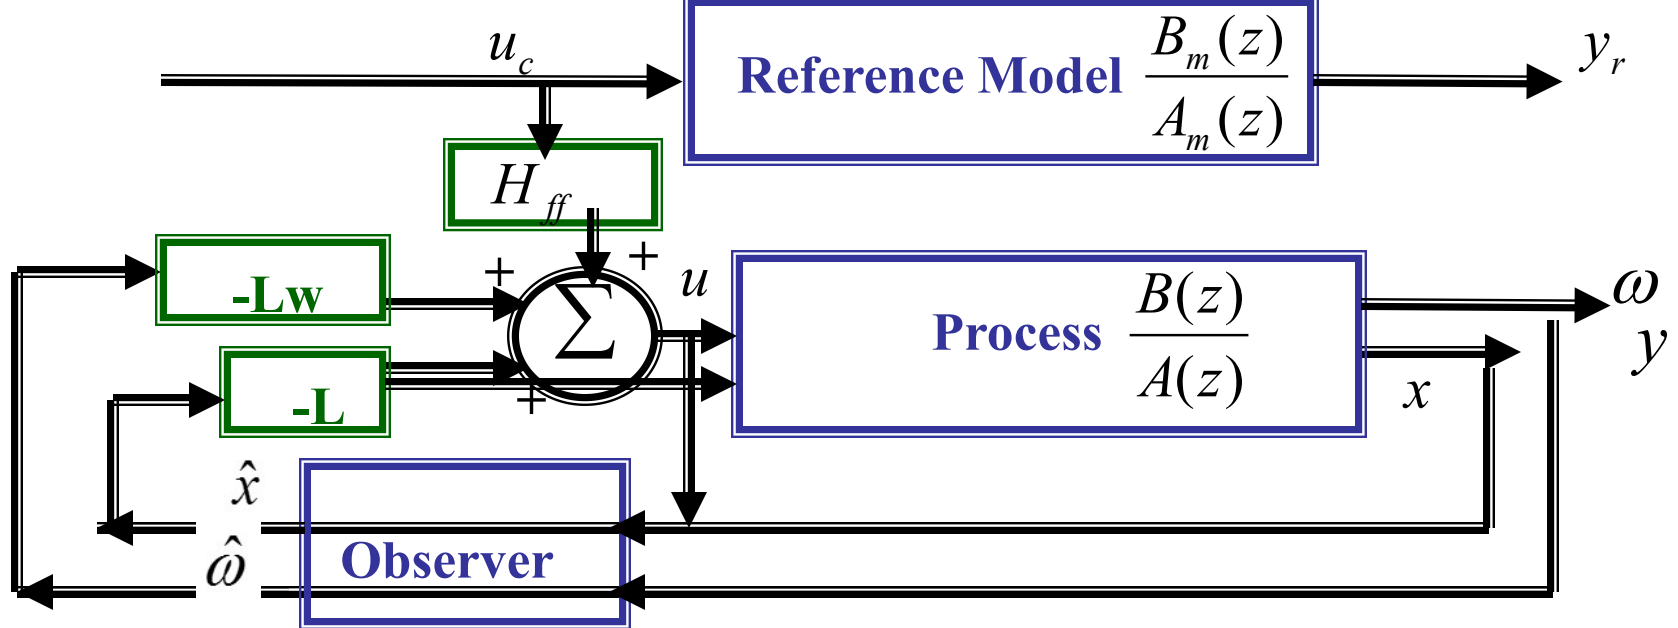 u_c
Reference Model B_m(z) / A_m(z)
y_r
H_ff
+
+
-Lw
∑
u
Process B(z) / A(z)
ω
y
-L
+
x
x̂
ω̂
Observer